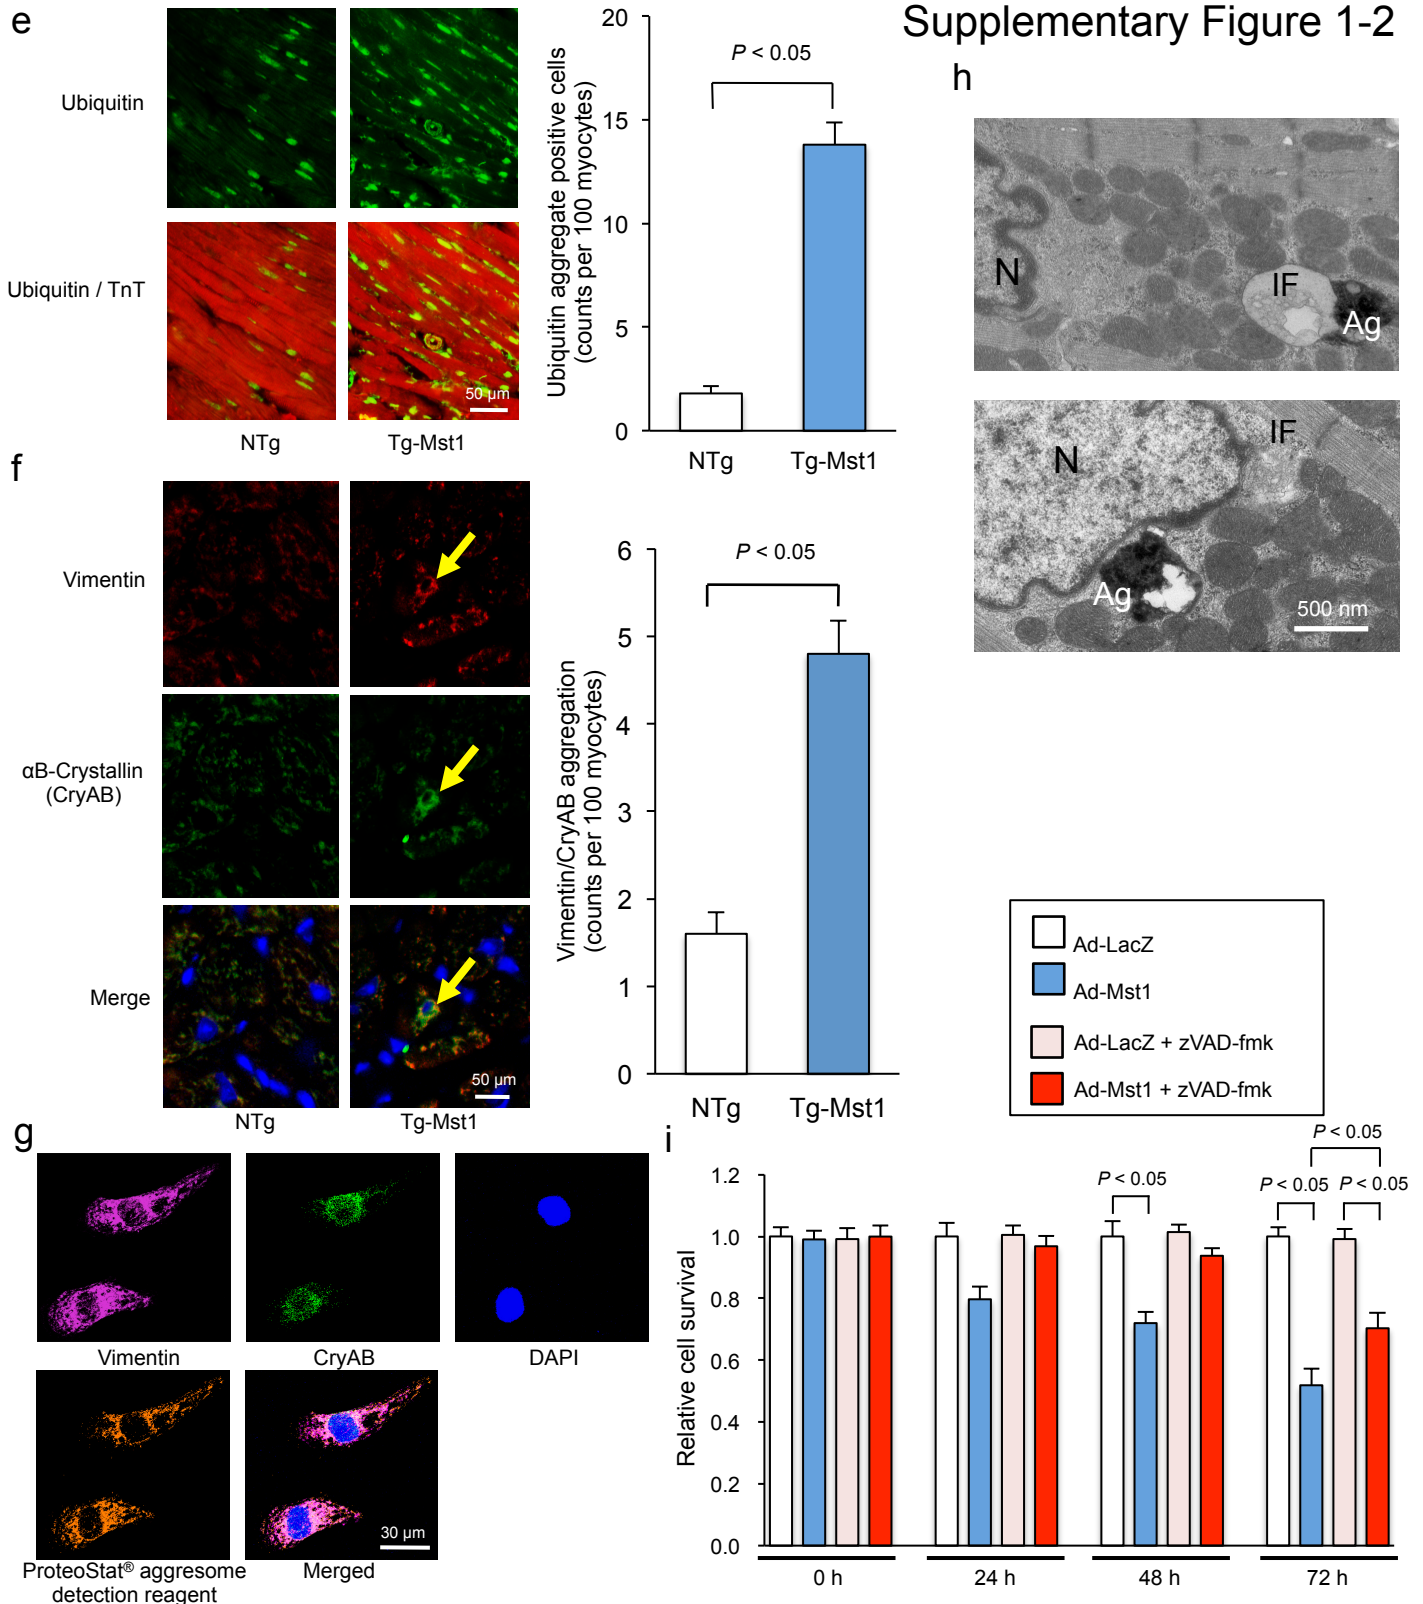 Supplementary Figure 1-2
e
Ubiquitin
Ubiquitin / TnT
50 µm
NTg
Tg-Mst1
Ubiquitin aggregate positive cells
(counts per 100 myocytes)
20
15
10
5
0
P < 0.05
NTg
Tg-Mst1
f
Vimentin
αB-Crystallin
(CryAB)
Merge
50 µm
NTg
Tg-Mst1
Vimentin/CryAB aggregation
(counts per 100 myocytes)
6
5
4
3
2
1
0
P < 0.05
NTg
Tg-Mst1
g
Vimentin
CryAB
DAPI
ProteoStat® aggresome
detection reagent
Merged
30 µm
h
N
IF
Ag
N
IF
Ag
500 nm
Ad-LacZ
Ad-Mst1
Ad-LacZ + zVAD-fmk
Ad-Mst1 + zVAD-fmk
i
Relative cell survival
1.2
1.0
0.8
0.6
0.4
0.2
0.0
P < 0.05
P < 0.05
P < 0.05
P < 0.05
0 h
24 h
48 h
72 h